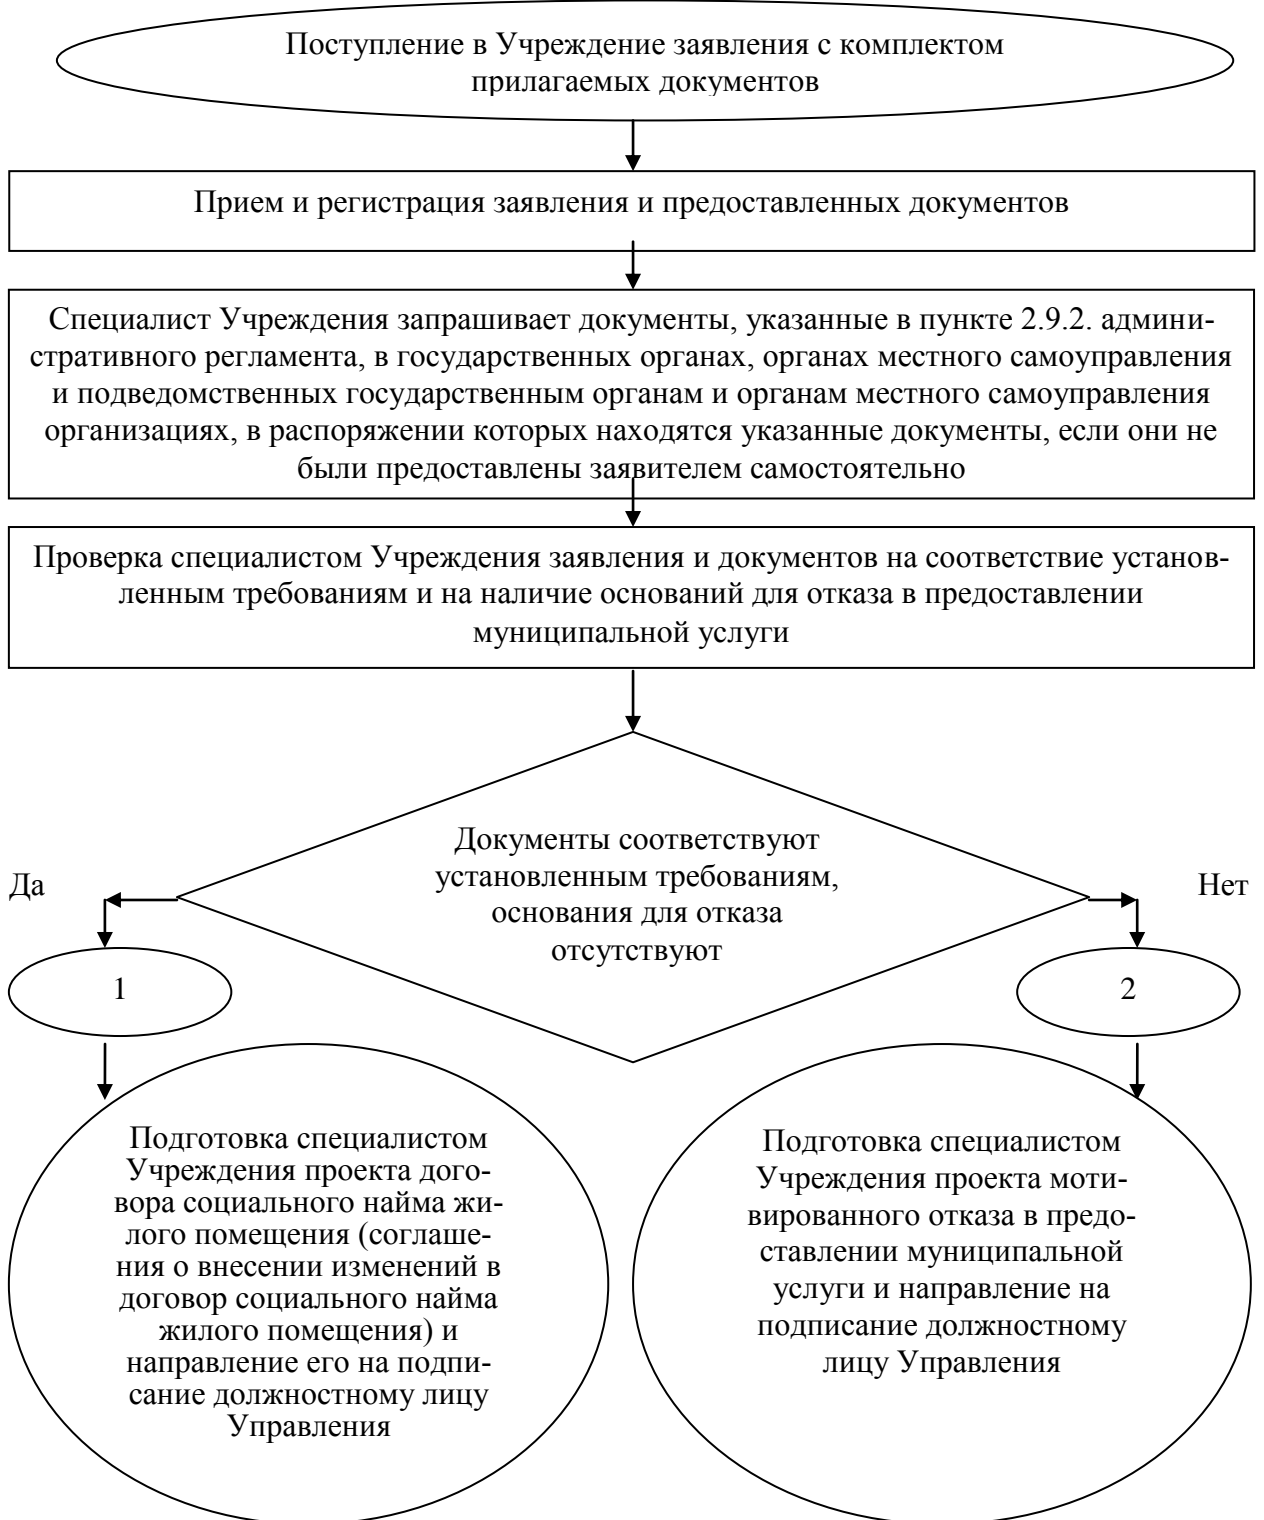 Поступление в Учреждение заявления с комплектом
прилагаемых документов
Прием и регистрация заявления и предоставленных документов
Специалист Учреждения запрашивает документы, указанные в пункте 2.9.2. админи-
стративного регламента, в государственных органах, органах местного самоуправления
и подведомственных государственным органам и органам местного самоуправления
организациях, в распоряжении которых находятся указанные документы, если они не
были предоставлены заявителем самостоятельно
Проверка специалистом Учреждения заявления и документов на соответствие установ-
ленным требованиям и на наличие оснований для отказа в предоставлении
муниципальной услуги
Документы соответствуют
установленным требованиям,
основания для отказа
отсутствуют
Да
Нет
1
2
Подготовка специалистом
Учреждения проекта дого-
вора социального найма жи-
лого помещения (соглаше-
ния о внесении изменений в
договор социального найма
жилого помещения) и
направление его на подпи-
сание должностному лицу
Управления
Подготовка специалистом
Учреждения проекта моти-
вированного отказа в предо-
ставлении муниципальной
услуги и направление на
подписание должностному
лицу Управления